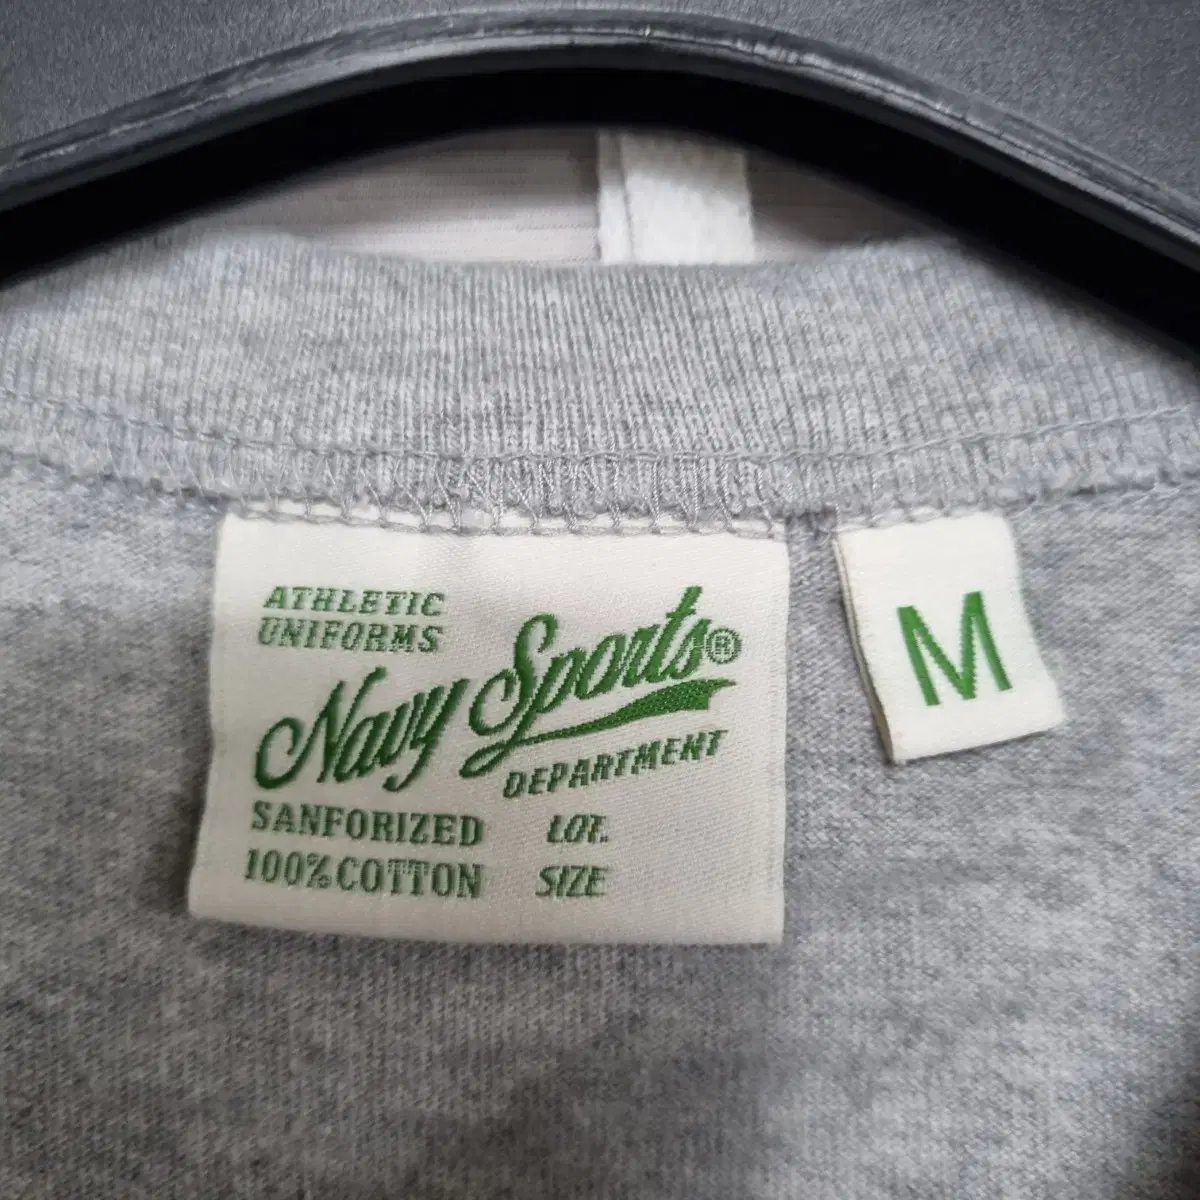 ATHLETIC
UNIFORMS
Navy Sports®
DEPARTMENT
SANFORIZED LOT.
100% COTTON SIZE
M